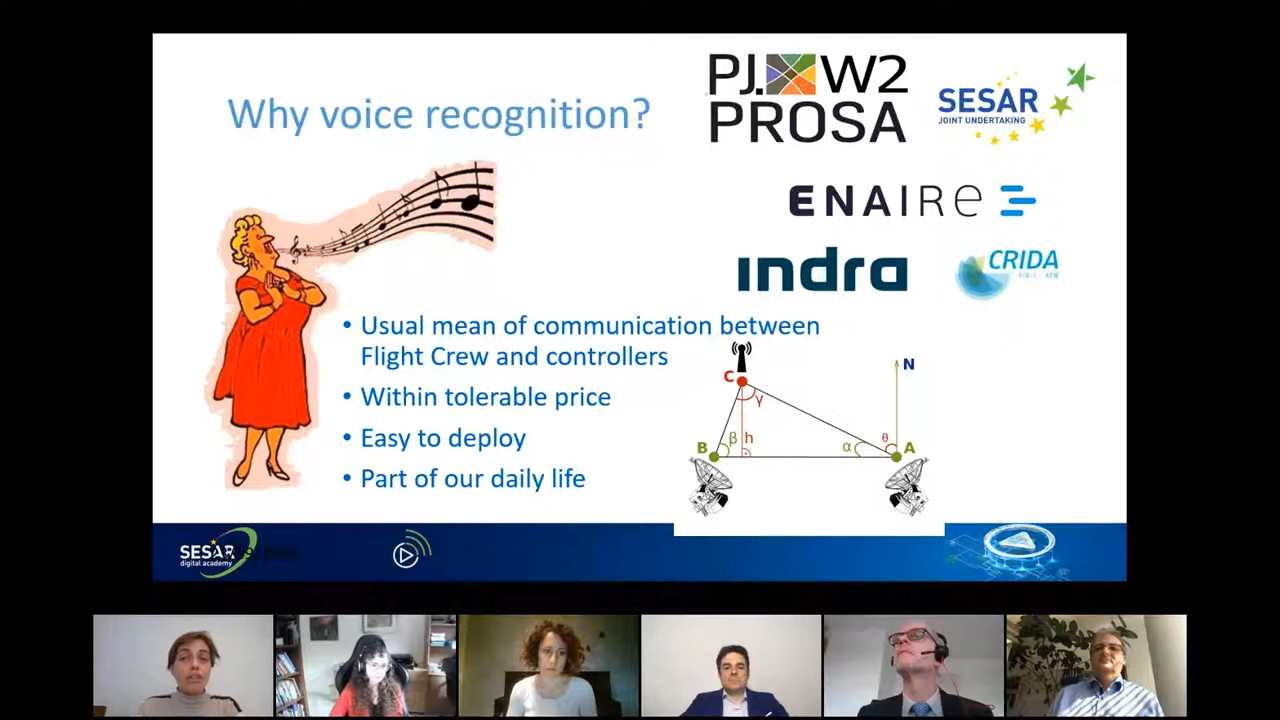 Why voice recognition?
PJ. W2
PROSA
SESAR
JOINT UNDERTAKING
ENAIRE
indra
CRIDA
• Usual mean of communication between
Flight Crew and controllers
• Within tolerable price
• Easy to deploy
• Part of our daily life
C
γ
N
B
β
h
α
θ
A
SESAR
digital academy